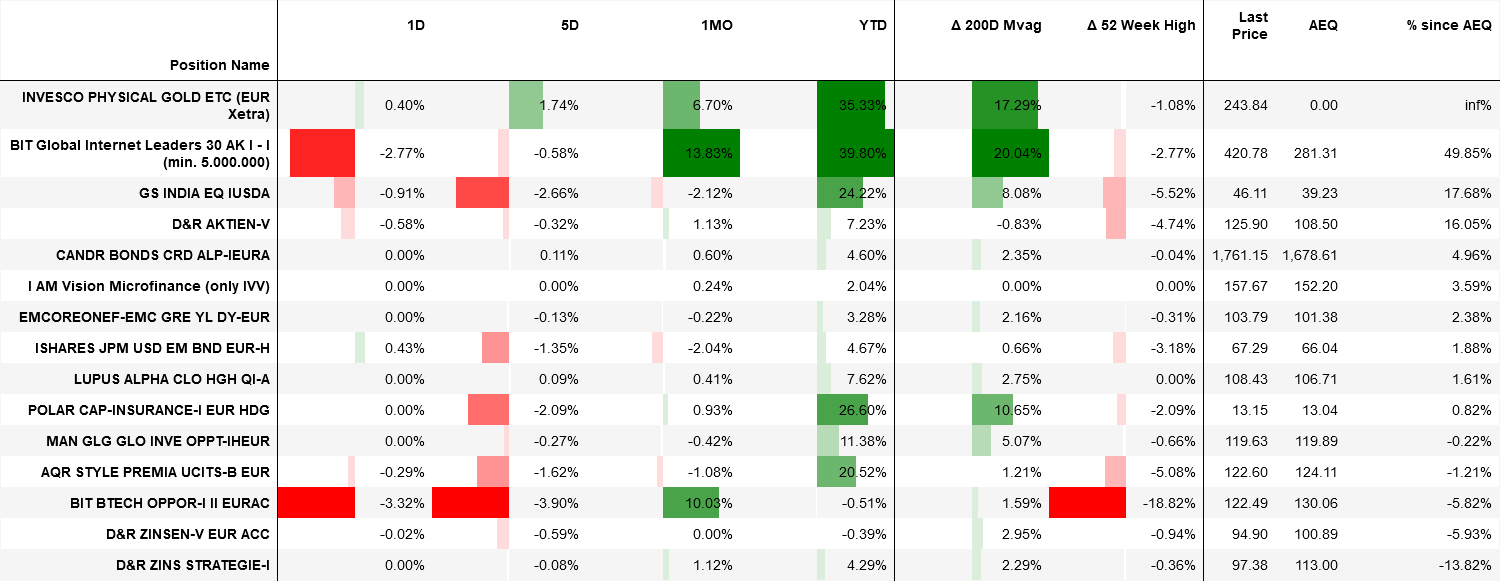 Position Name 1D 5D 1MO YTD Δ 200D Mvag Δ 52 Week High Last Price AEQ % since AEQ
INVESCO PHYSICAL GOLD ETC (EUR
Xetra) 0.40% 1.74% 6.70% 35.33% 17.29% -1.08% 243.84 0.00 inf%
BIT Global Internet Leaders 30 AK I - I
(min. 5.000.000) -2.77% -0.58% 13.83% 39.80% 20.04% -2.77% 420.78 281.31 49.85%
GS INDIA EQ IUSDA -0.91% -2.66% -2.12% 24.22% 8.08% -5.52% 46.11 39.23 17.68%
D&R AKTIEN-V -0.58% -0.32% 1.13% 7.23% -0.83% -4.74% 125.90 108.50 16.05%
CANDR BONDS CRD ALP-IEURA 0.00% 0.11% 0.60% 4.60% 2.35% -0.04% 1,761.15 1,678.61 4.96%
I AM Vision Microfinance (only IVV) 0.00% 0.00% 0.24% 2.04% 0.00% 0.00% 157.67 152.20 3.59%
EMCOREONEF-EMC GRE YL DY-EUR 0.00% -0.13% -0.22% 3.28% 2.16% -0.31% 103.79 101.38 2.38%
ISHARES JPM USD EM BND EUR-H 0.43% -1.35% -2.04% 4.67% 0.66% -3.18% 67.29 66.04 1.88%
LUPUS ALPHA CLO HGH QI-A 0.00% 0.09% 0.41% 7.62% 2.75% 0.00% 108.43 106.71 1.61%
POLAR CAP-INSURANCE-I EUR HDG 0.00% -2.09% 0.93% 26.60% 10.65% -2.09% 13.15 13.04 0.82%
MAN GLG GLO INVE OPPT-IHEUR 0.00% -0.27% -0.42% 11.38% 5.07% -0.66% 119.63 119.89 -0.22%
AQR STYLE PREMIA UCITS-B EUR -0.29% -1.62% -1.08% 20.52% 1.21% -5.08% 122.60 124.11 -1.21%
BIT BTECH OPPOR-I II EURAC -3.32% -3.90% 10.03% -0.51% 1.59% -18.82% 122.49 130.06 -5.82%
D&R ZINSEN-V EUR ACC -0.02% -0.59% 0.00% -0.39% 2.95% -0.94% 94.90 100.89 -5.93%
D&R ZINS STRATEGIE-I 0.00% -0.08% 1.12% 4.29% 2.29% -0.36% 97.38 113.00 -13.82%